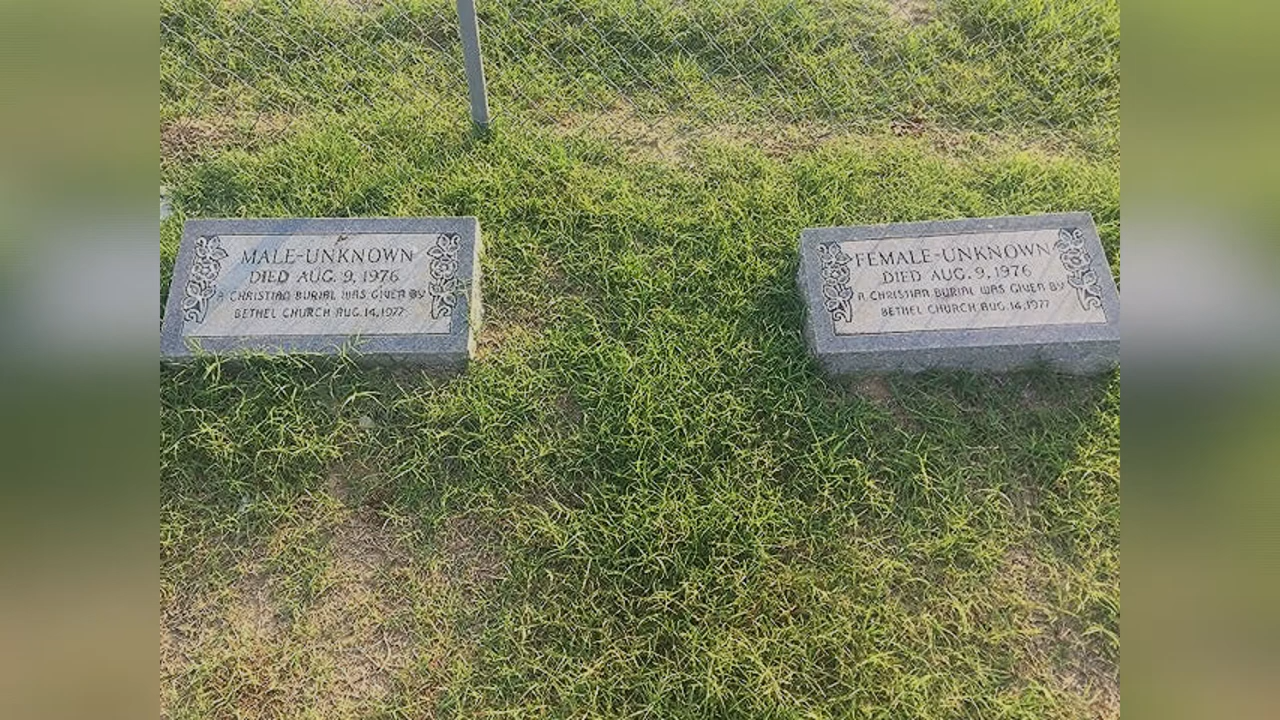 MALE-UNKNOWN
DIED AUG. 9, 1976
A CHRISTIAN BURIAL WAS GIVEN BY
BETHEL CHURCH AUG. 14, 1977
FEMALE-UNKNOWN
DIED AUG. 9, 1976
A CHRISTIAN BURIAL WAS GIVEN BY
BETHEL CHURCH AUG. 14, 1977